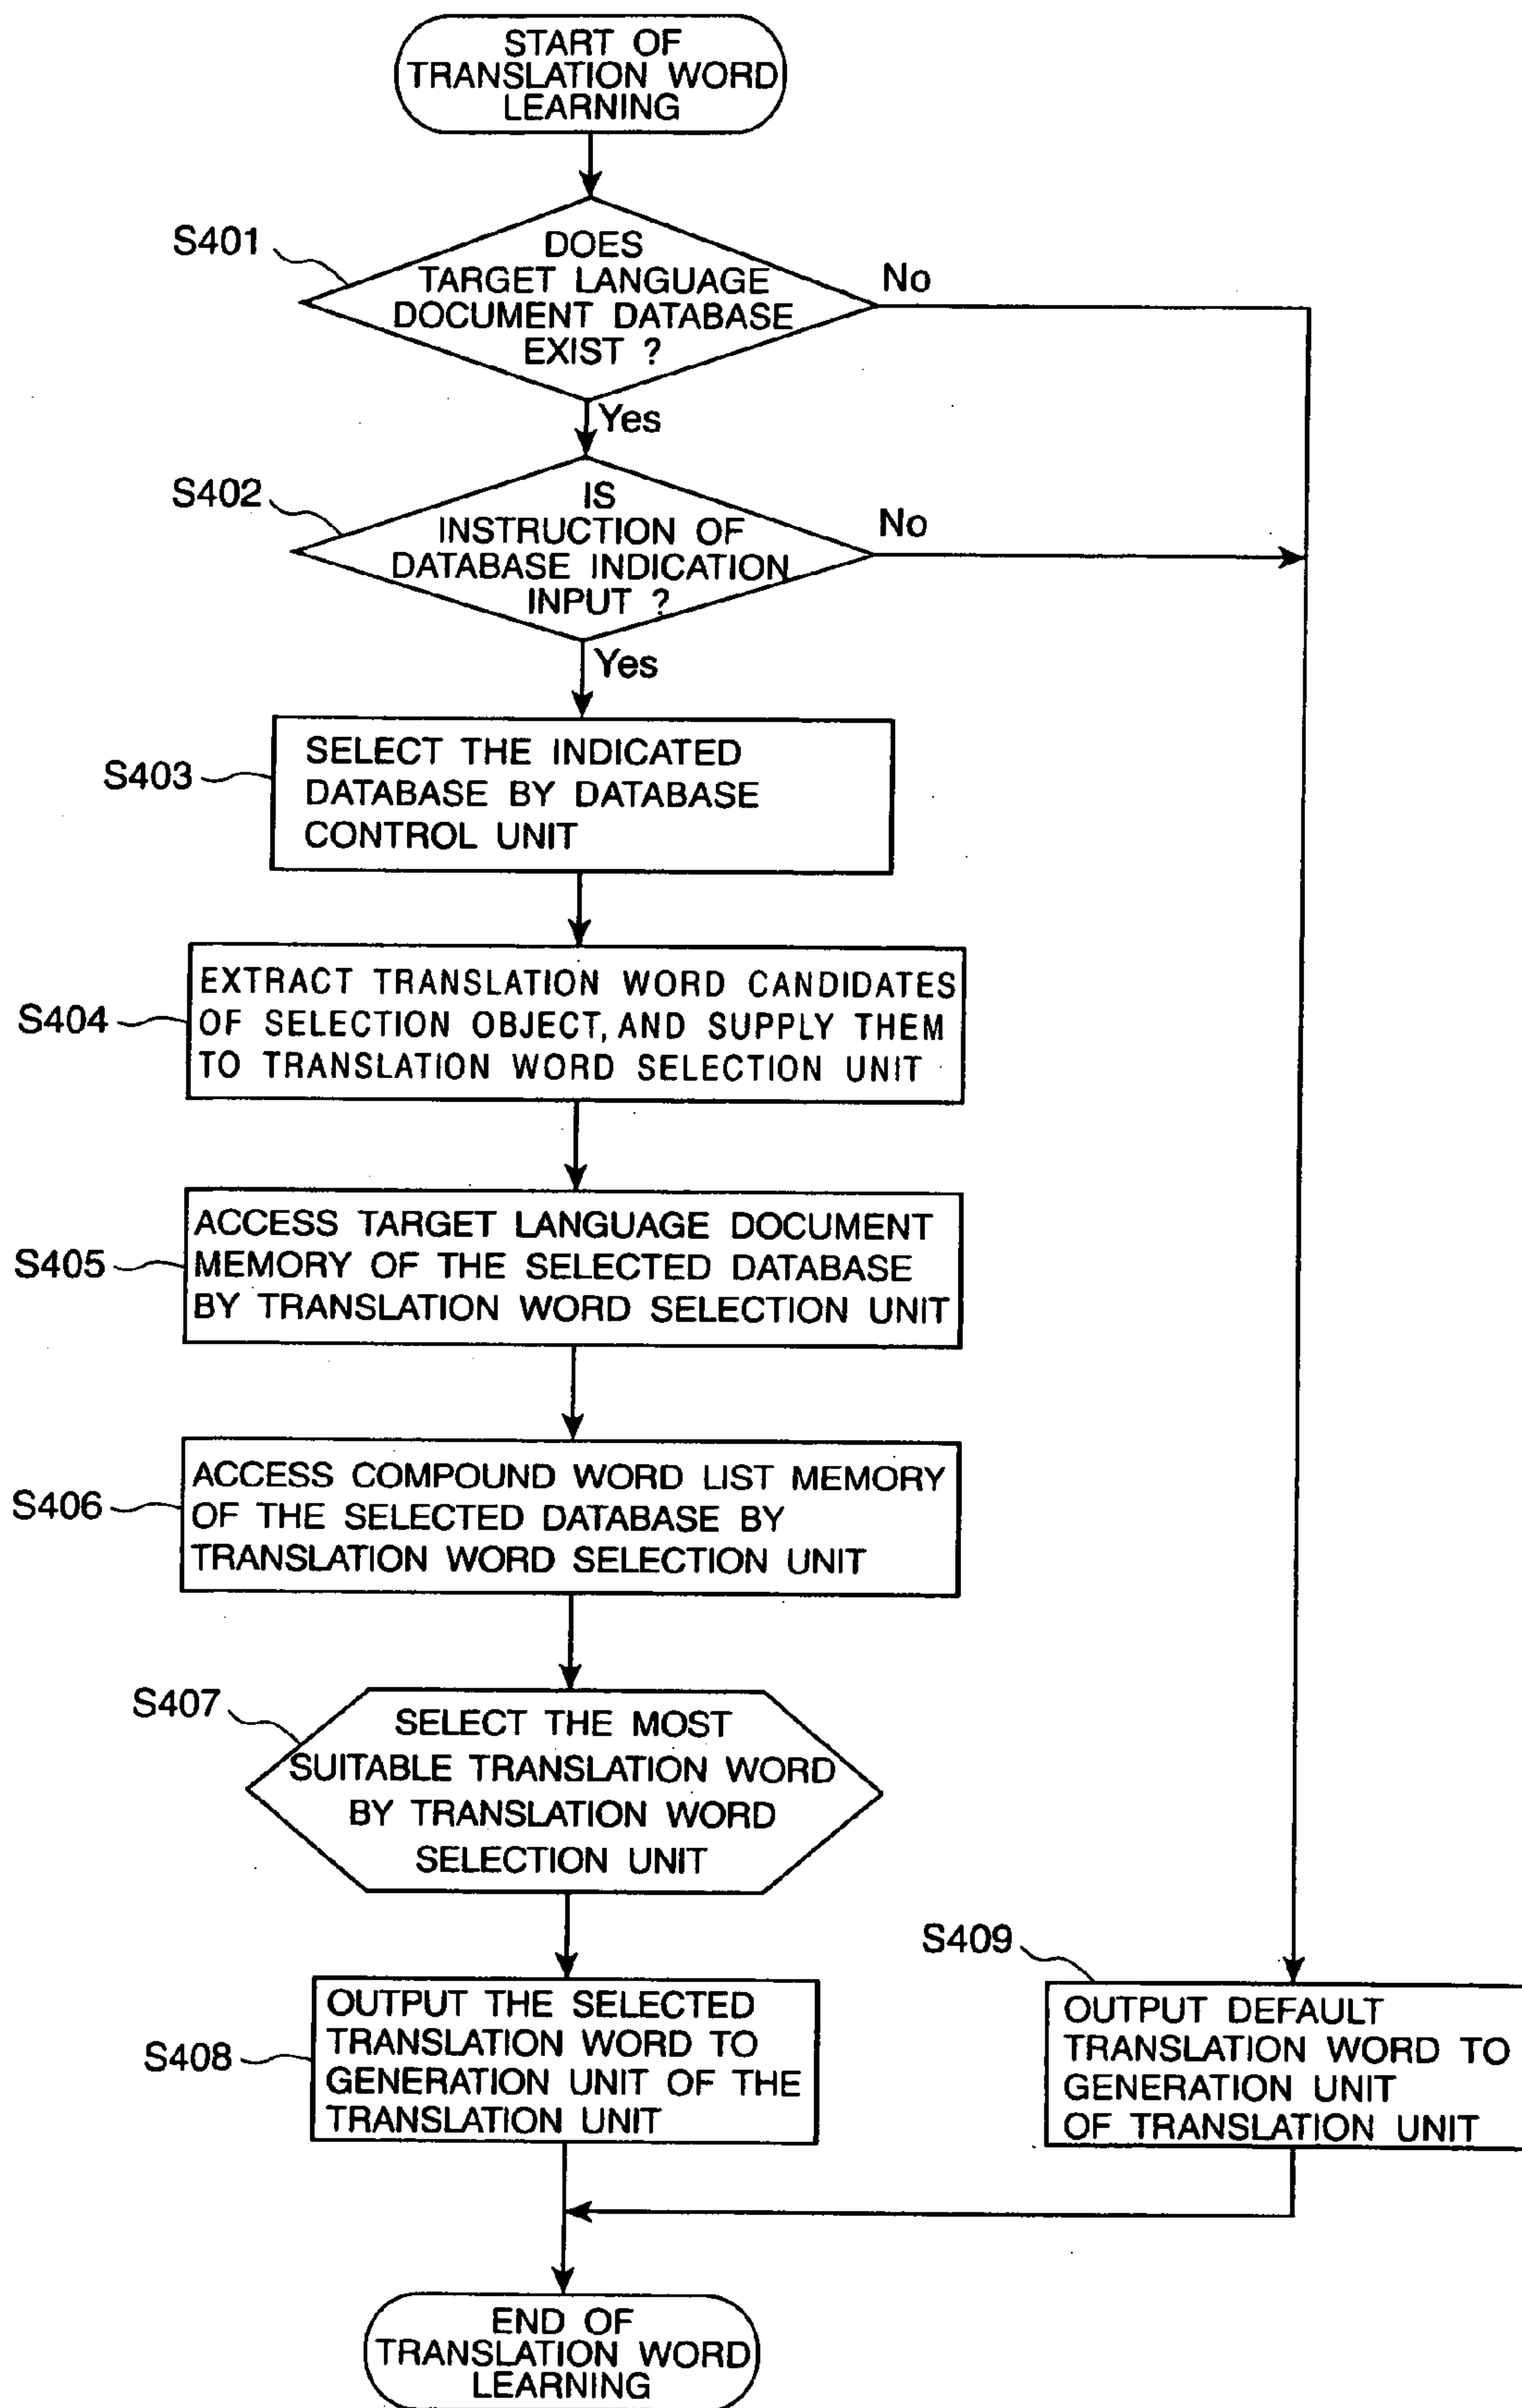 START OF
TRANSLATION WORD
LEARNING
S401
DOES
TARGET LANGUAGE
DOCUMENT DATABASE
EXIST ?
No
Yes
S402
IS
INSTRUCTION OF
DATABASE INDICATION
INPUT ?
No
Yes
S403
SELECT THE INDICATED
DATABASE BY DATABASE
CONTROL UNIT
S404
EXTRACT TRANSLATION WORD CANDIDATES
OF SELECTION OBJECT, AND SUPPLY THEM
TO TRANSLATION WORD SELECTION UNIT
S405
ACCESS TARGET LANGUAGE DOCUMENT
MEMORY OF THE SELECTED DATABASE
BY TRANSLATION WORD SELECTION UNIT
S406
ACCESS COMPOUND WORD LIST MEMORY
OF THE SELECTED DATABASE BY
TRANSLATION WORD SELECTION UNIT
S407
SELECT THE MOST
SUITABLE TRANSLATION WORD
BY TRANSLATION WORD
SELECTION UNIT
S408
OUTPUT THE SELECTED
TRANSLATION WORD TO
GENERATION UNIT OF THE
TRANSLATION UNIT
S409
OUTPUT DEFAULT
TRANSLATION WORD TO
GENERATION UNIT
OF TRANSLATION UNIT
END OF
TRANSLATION WORD
LEARNING